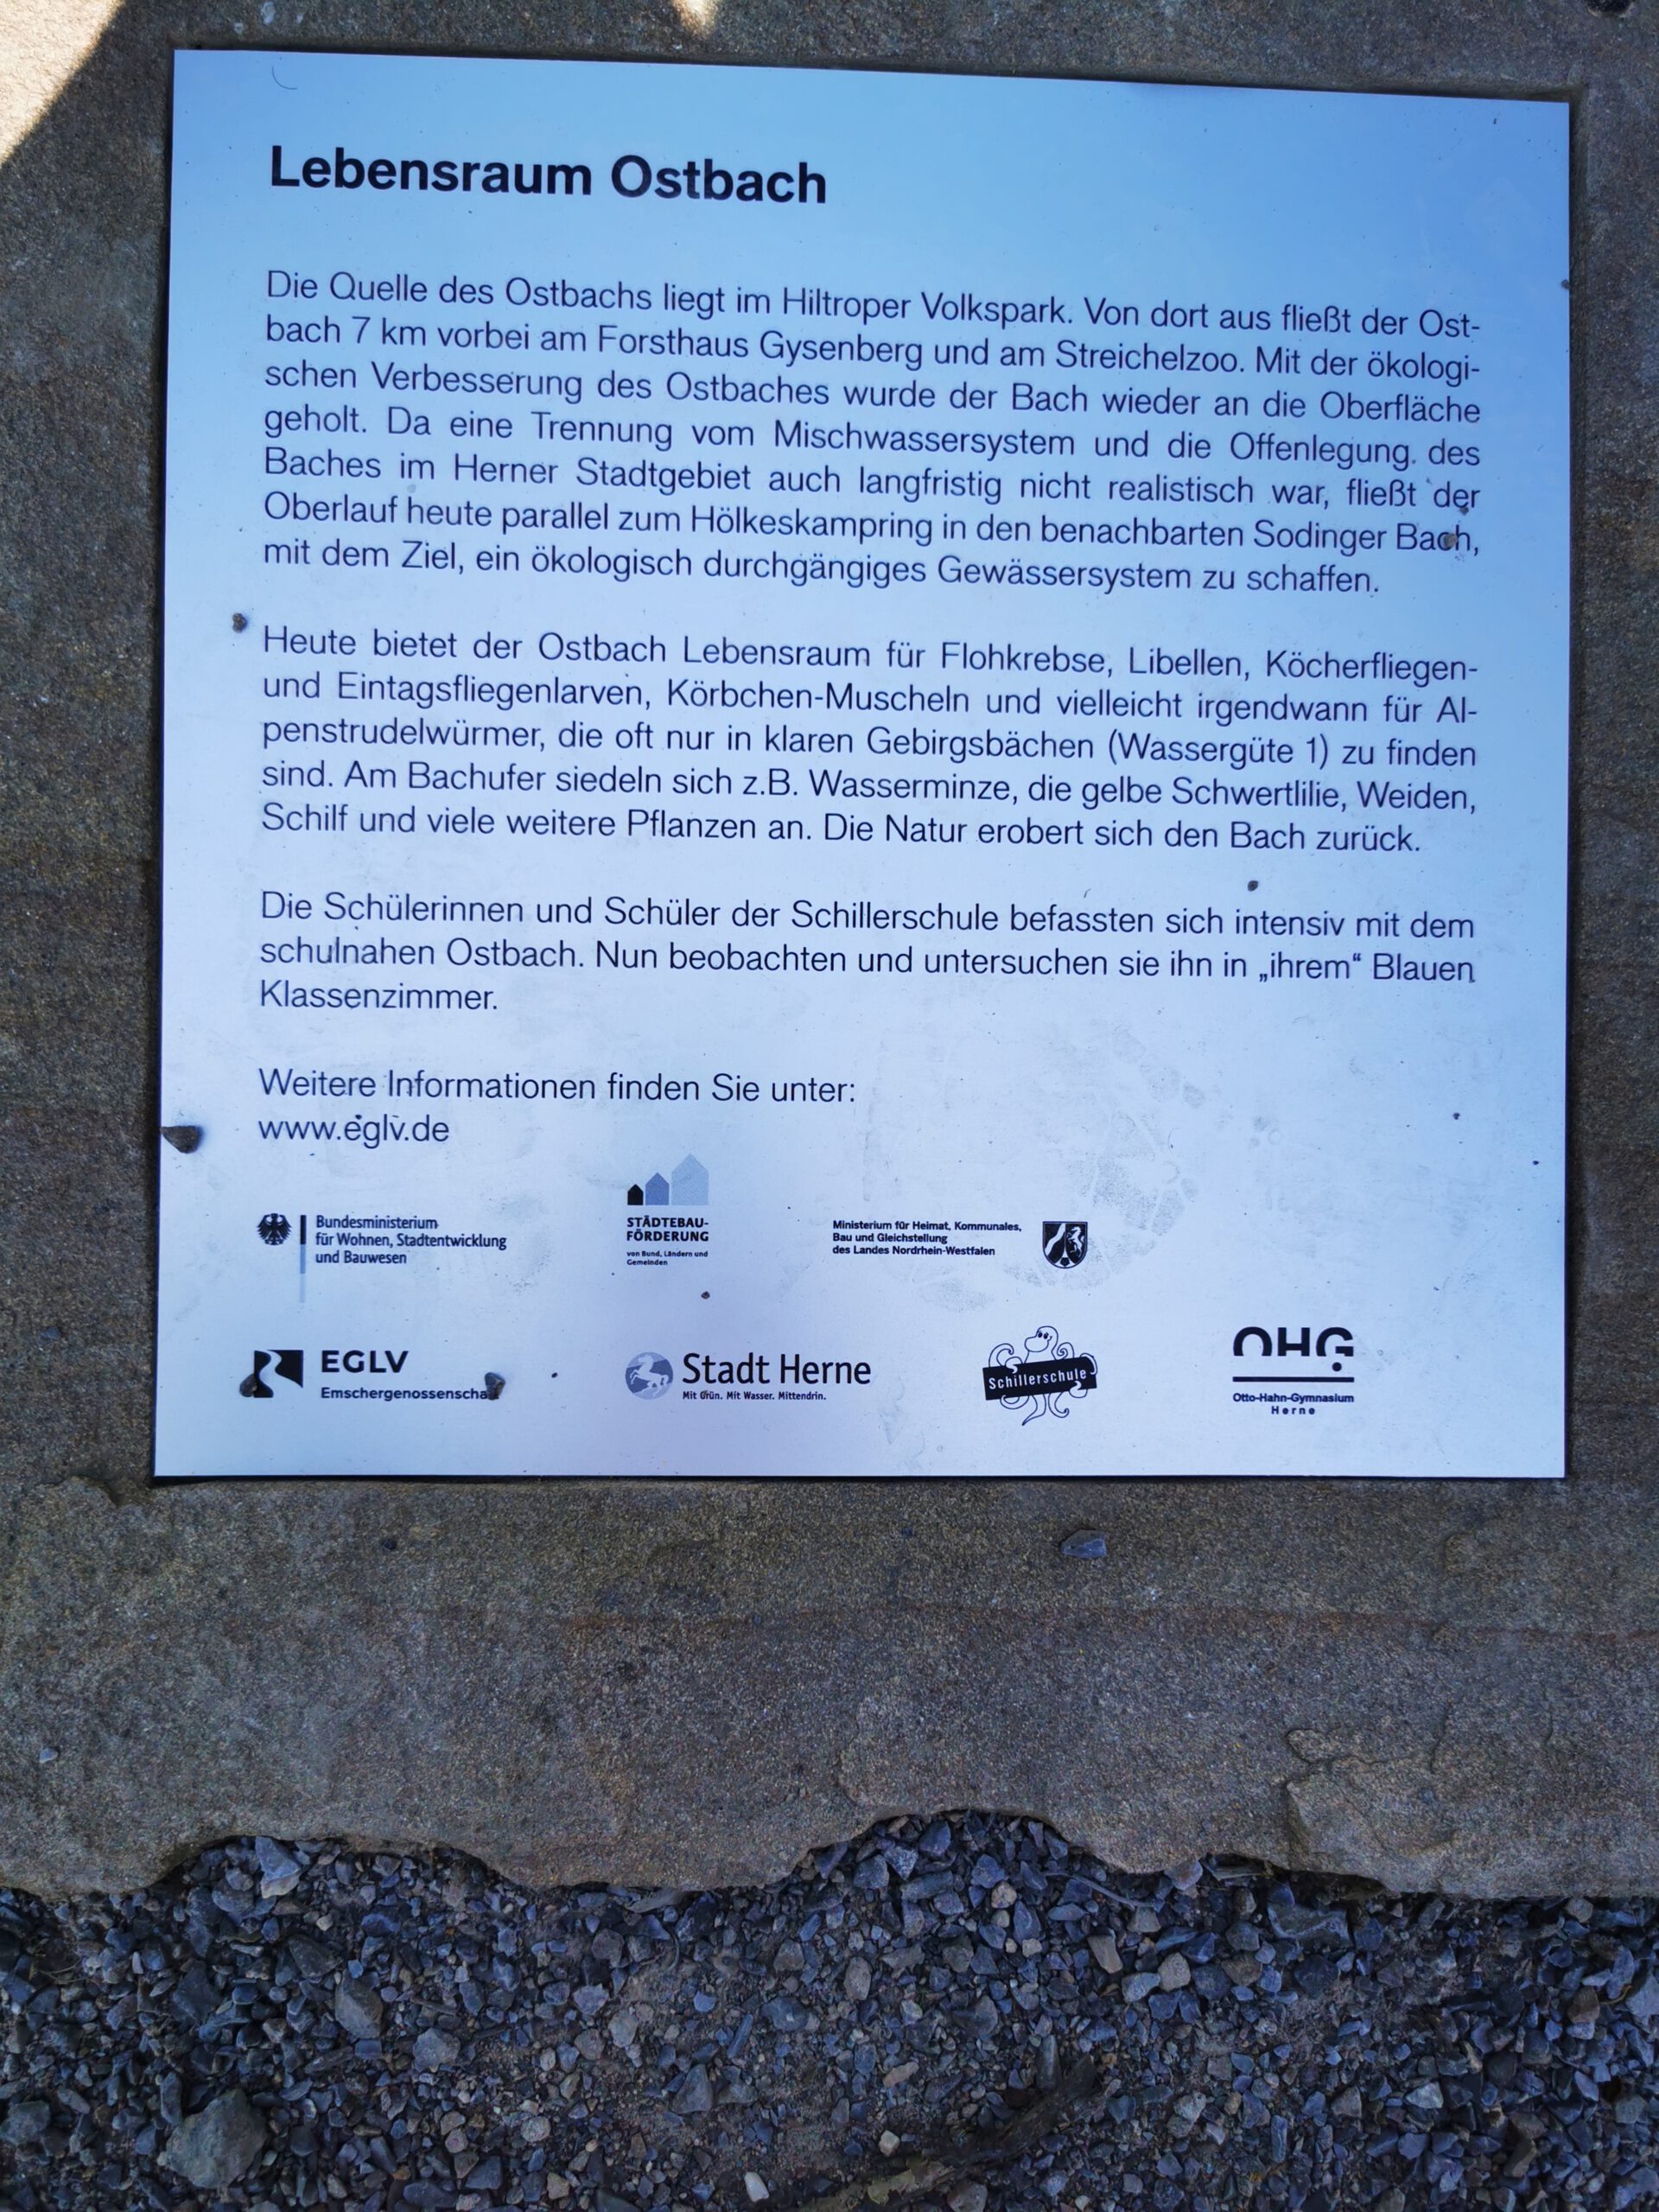 Lebensraum Ostbach
Die Quelle des Ostbachs liegt im Hiltroper Volkspark. Von dort aus fließt der Ost-
bach 7 km vorbei am Forsthaus Gysenberg und am Streichelzoo. Mit der ökologi-
schen Verbesserung des Ostbaches wurde der Bach wieder an die Oberfläche
geholt. Da eine Trennung vom Mischwassersystem und die Offenlegung des
Baches im Herner Stadtgebiet auch langfristig nicht realistisch war, fließt der
Oberlauf heute parallel zum Hölkeskampring in den benachbarten Sodinger Bach,
mit dem Ziel, ein ökologisch durchgängiges Gewässersystem zu schaffen.
Heute bietet der Ostbach Lebensraum für Flohkrebse, Libellen, Köcherfliegen-
und Eintagsfliegenlarven, Körbchen-Muscheln und vielleicht irgendwann für Al-
penstrudelwürmer, die oft nur in klaren Gebirgsbächen (Wassergüte 1) zu finden
sind. Am Bachufer siedeln sich z.B. Wasserminze, die gelbe Schwertlilie, Weiden,
Schilf und viele weitere Pflanzen an. Die Natur erobert sich den Bach zurück.
Die Schülerinnen und Schüler der Schillerschule befassten sich intensiv mit dem
schulnahen Ostbach. Nun beobachten und untersuchen sie ihn in „ihrem“ Blauen
Klassenzimmer.
Weitere Informationen finden Sie unter:
www.eglv.de
Bundesministerium
für Wohnen, Stadtentwicklung
und Bauwesen
STÄDTEBAU-
FÖRDERUNG
von Bund, Ländern und
Gemeinden
Ministerium für Heimat, Kommunales,
Bau und Gleichstellung
des Landes Nordrhein-Westfalen
EGLV
Emschergenossenscha
Stadt Herne
Mit Grün. Mit Wasser. Mittendrin.
Schillerschule
OHG
Otto-Hahn-Gymnasium
Herne